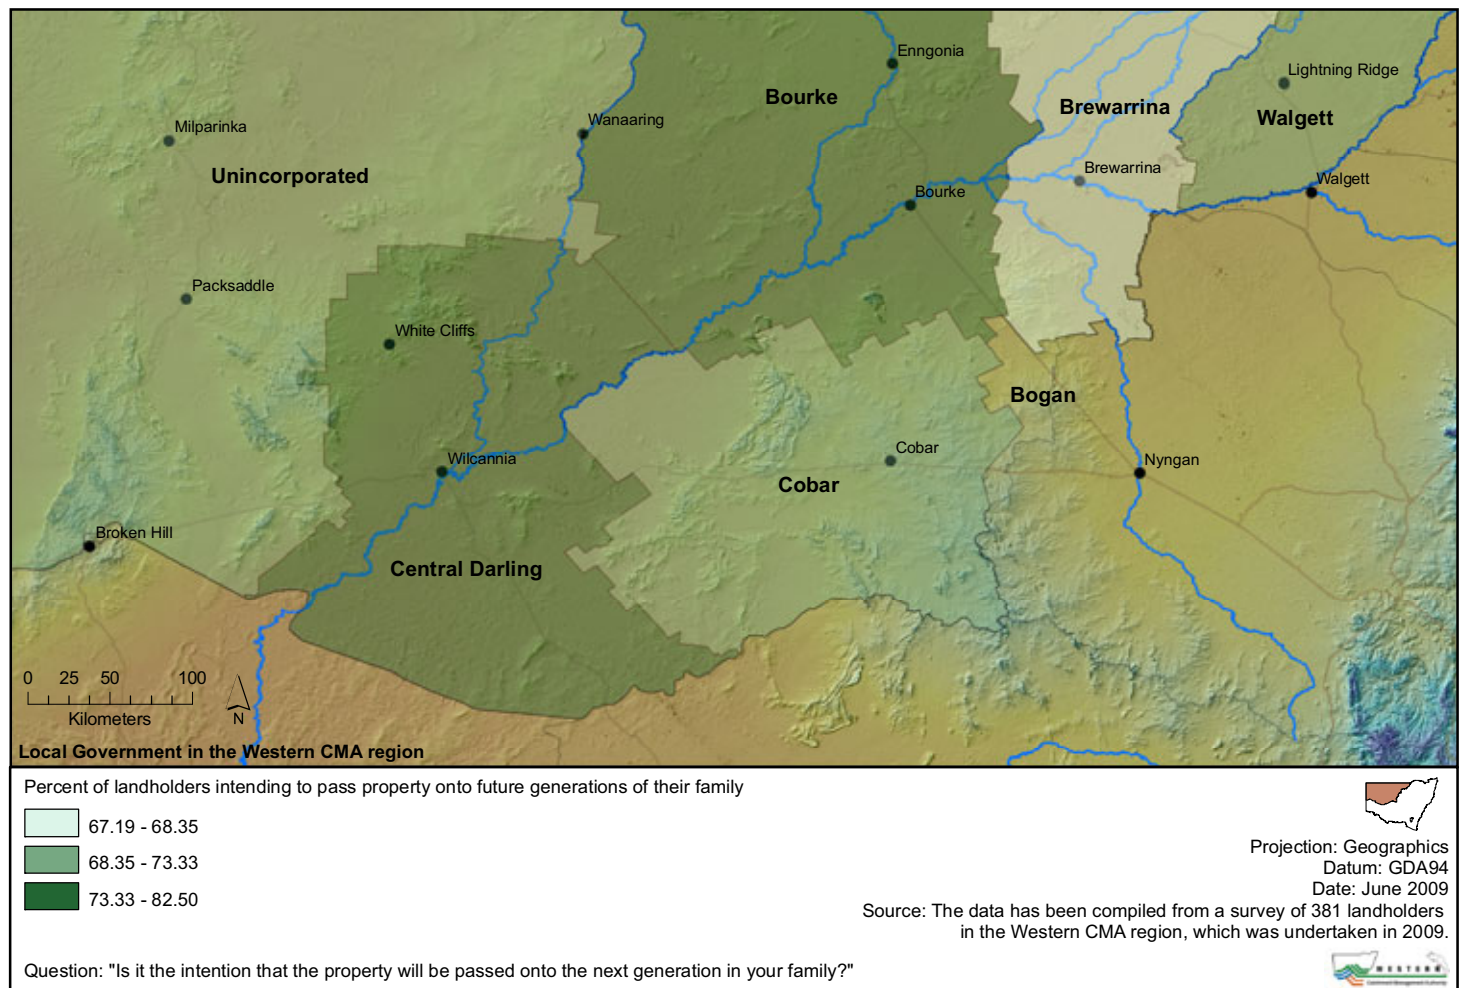 Enngonia
Bourke
Lightning Ridge
Brewarrina
Walgett
Wanaaring
Milparinka
Unincorporated
Brewarrina
Walgett
Bourke
Packsaddle
White Cliffs
Bogan
Wilcannia
Cobar
Nyngan
Cobar
Broken Hill
Central Darling
0 25 50 100
Kilometers
N
Local Government in the Western CMA region
Percent of landholders intending to pass property onto future generations of their family
67.19 - 68.35
68.35 - 73.33
73.33 - 82.50
Projection: Geographics
Datum: GDA94
Date: June 2009
Source: The data has been compiled from a survey of 381 landholders
in the Western CMA region, which was undertaken in 2009.
Question: "Is it the intention that the property will be passed onto the next generation in your family?"
WESTERN